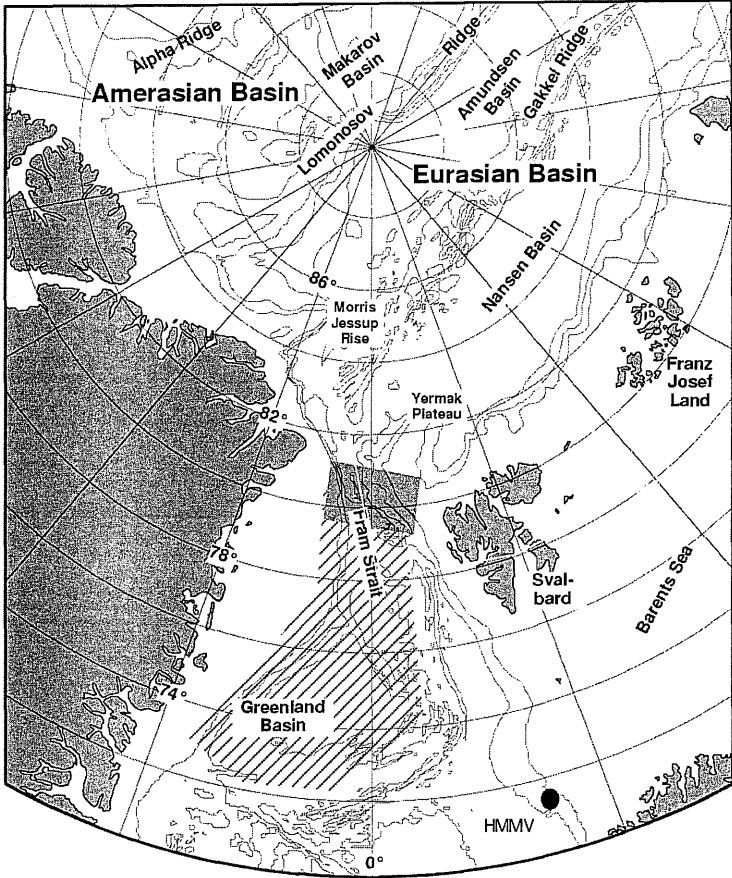 Alpha Ridge
Makarov
Basin
Ridge
Amundsen
Basin
Gakkel Ridge
Amerasian Basin
Lomonosov
Eurasian Basin
Nansen Basin
86°
Morris
Jessup
Rise
Franz
Josef
Land
Yermak
Plateau
82°
Fram Strait
78°
Sval-
bard
Barents Sea
74°
Greenland
Basin
HMMV
0°